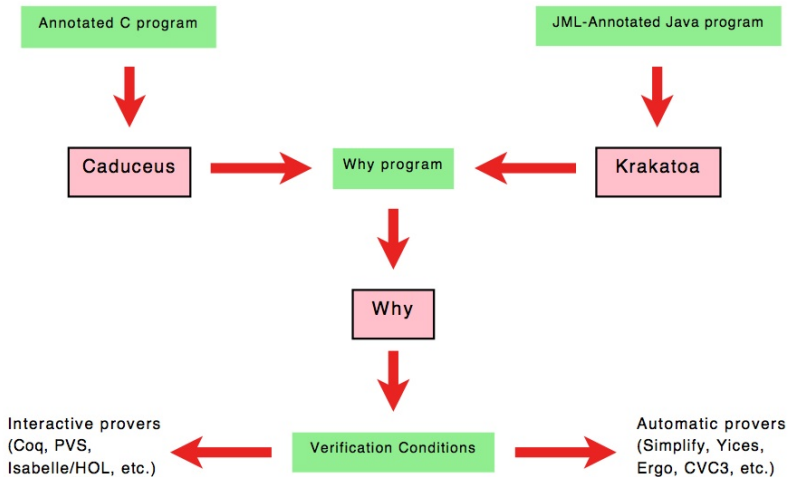 Annotated C program
JML-Annotated Java program
Caduceus
Why program
Krakatoa
Why
Interactive provers
(Coq, PVS,
Isabelle/HOL, etc.)
Verification Conditions
Automatic provers
(Simplify, Yices,
Ergo, CVC3, etc.)